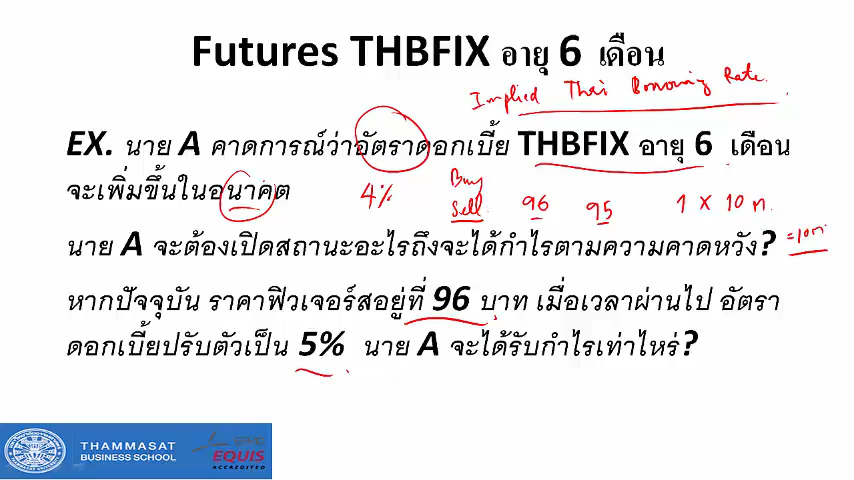 Futures THBFIX อายุ 6 เดือน
Implied Thai Borrowing Rate
EX. นาย A คาดการณ์ว่าอัตราดอกเบี้ย THBFIX อายุ 6 เดือน
จะเพิ่มขึ้นในอนาคต
4%
Buy
Sell 96 95 1 x 10 ก.
นาย A จะต้องเปิดสถานะอะไรถึงจะได้กำไรตามความคาดหวัง?
หากปัจจุบัน ราคาฟิวเจอร์สอยู่ที่ 96 บาท เมื่อเวลาผ่านไป อัตรา
ดอกเบี้ยปรับตัวเป็น 5% นาย A จะได้รับกำไรเท่าไหร่?
THAMMASAT
BUSINESS SCHOOL
EQUIS
ACCREDITED